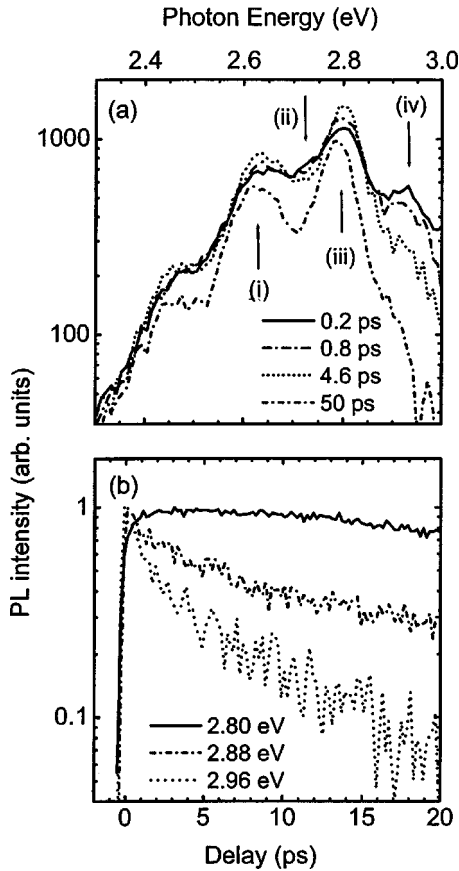 Photon Energy (eV)
2.4 2.6 2.8 3.0
(a)
(ii)
(iv)
1000
(i)
(iii)
100
0.2 ps
0.8 ps
4.6 ps
50 ps
PL intensity (arb. units)
(b)
1
0.1
2.80 eV
2.88 eV
2.96 eV
0 5 10 15 20
Delay (ps)